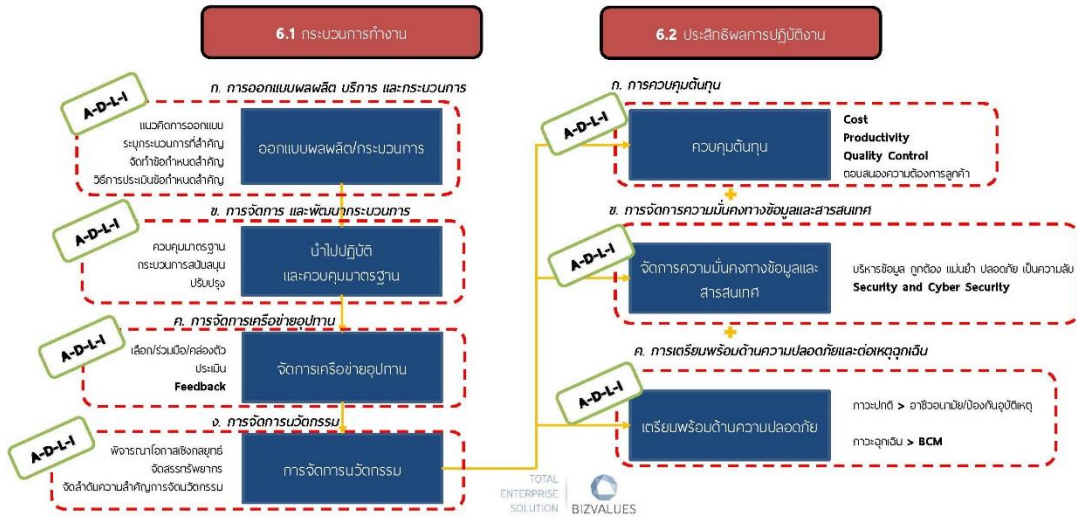 6.1 กระบวนการทำงาน
ก. การออกแบบผลผลิต บริการ และกระบวนการ
A-D-L-I
แนวคิดการออกแบบ
ระบุกระบวนการที่สำคัญ
จัดทำข้อกำหนดสำคัญ
วิธีการประเมินข้อกำหนดสำคัญ
ออกแบบผลผลิต/กระบวนการ
ข. การจัดการ และพัฒนากระบวนการ
A-D-L-I
ควบคุมมาตรฐาน
กระบวนการสนับสนุน
ปรับปรุง
นำไปปฏิบัติ
และควบคุมมาตรฐาน
ค. การจัดการเครือข่ายอุปทาน
A-D-L-I
เลือก/ร่วมมือ/คล่องตัว
ประเมิน
Feedback
จัดการเครือข่ายอุปทาน
ง. การจัดการนวัตกรรม
A-D-L-I
พิจารณาโอกาสเชิงกลยุทธ์
จัดสรรทรัพยากร
จัดลำดับความสำคัญการจัดนวัตกรรม
การจัดการนวัตกรรม
6.2 ประสิทธิผลการปฏิบัติงาน
ก. การควบคุมต้นทุน
A-D-L-I
ควบคุมต้นทุน
Cost
Productivity
Quality Control
ตอบสนองความต้องการลูกค้า
ข. การจัดการความมั่นคงทางข้อมูลและสารสนเทศ
A-D-L-I
จัดการความมั่นคงทางข้อมูลและ
สารสนเทศ
บริหารข้อมูล ถูกต้อง แม่นยำ ปลอดภัย เป็นความลับ
Security and Cyber Security
ค. การเตรียมพร้อมด้านความปลอดภัยและต่อเหตุฉุกเฉิน
A-D-L-I
เตรียมพร้อมด้านความปลอดภัย
ภาวะปกติ > อาชีวอนามัย/ป้องกันอุบัติเหตุ
ภาวะฉุกเฉิน > BCM
TOTAL
ENTERPRISE
SOLUTION
BIZVALUES